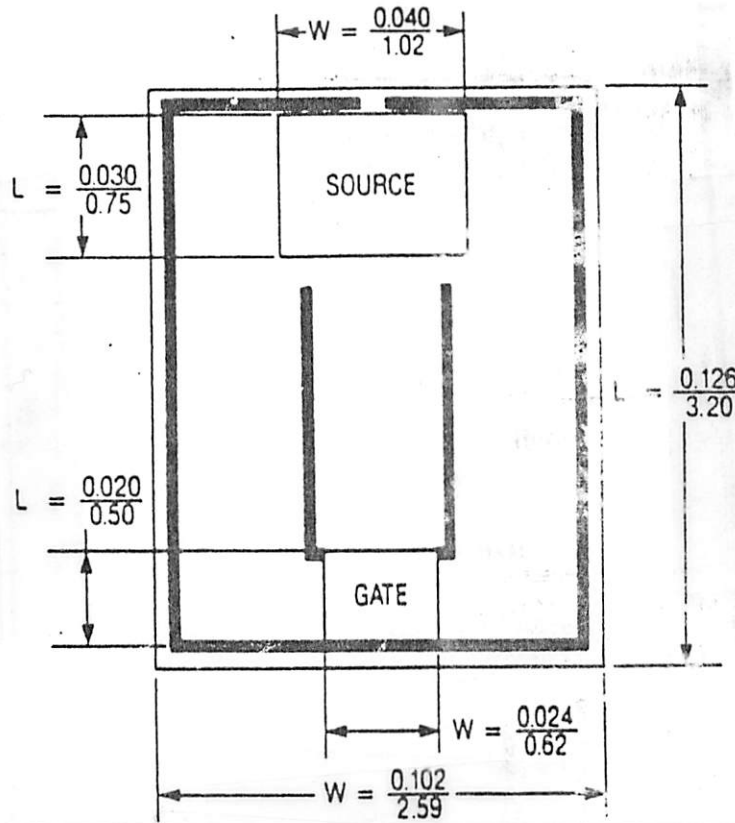 W = 0.040/1.02
L = 0.030/0.75
SOURCE
L = 0.126/3.20
L = 0.020/0.50
GATE
W = 0.024/0.62
W = 0.102/2.59